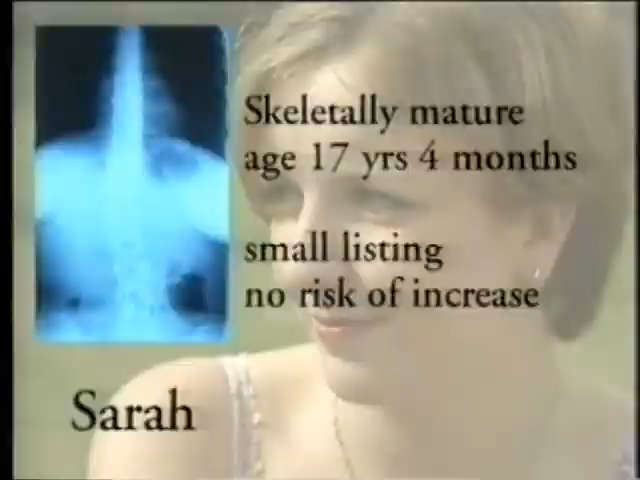 Skeletally mature
age 17 yrs 4 months
small listing
no risk of increase
Sarah